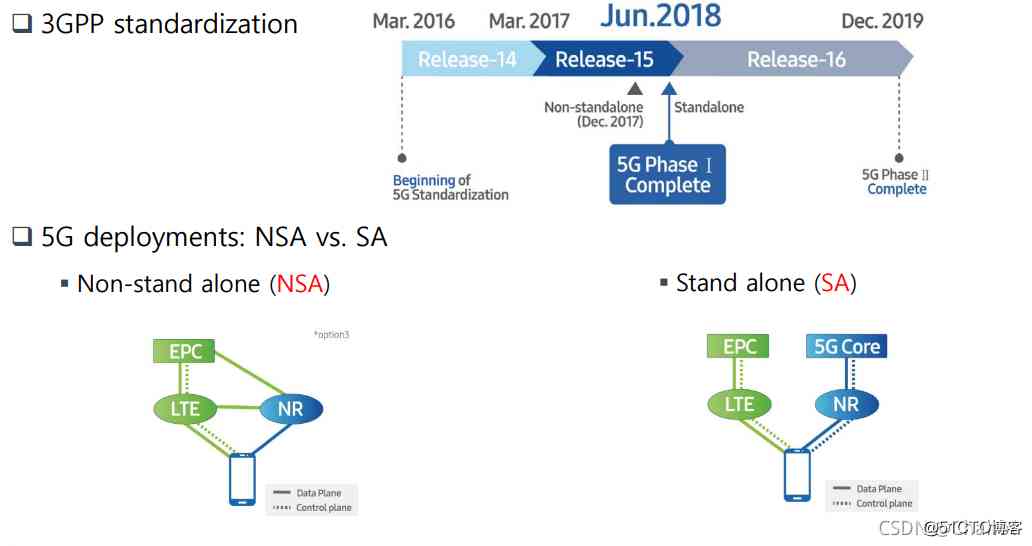 ❑ 3GPP standardization
Mar. 2016
Mar. 2017
Jun.2018
Dec. 2019
Release-14
Release-15
Release-16
Non-standalone
(Dec. 2017)
Standalone
5G Phase Ⅰ
Complete
Beginning of
5G Standardization
5G Phase Ⅱ
Complete
❑ 5G deployments: NSA vs. SA
▪ Non-stand alone (NSA)
▪ Stand alone (SA)
*option3
EPC
LTE
NR
Data Plane
Control plane
EPC
5G Core
LTE
NR
Data Plane
Control plane
@51CTO博客